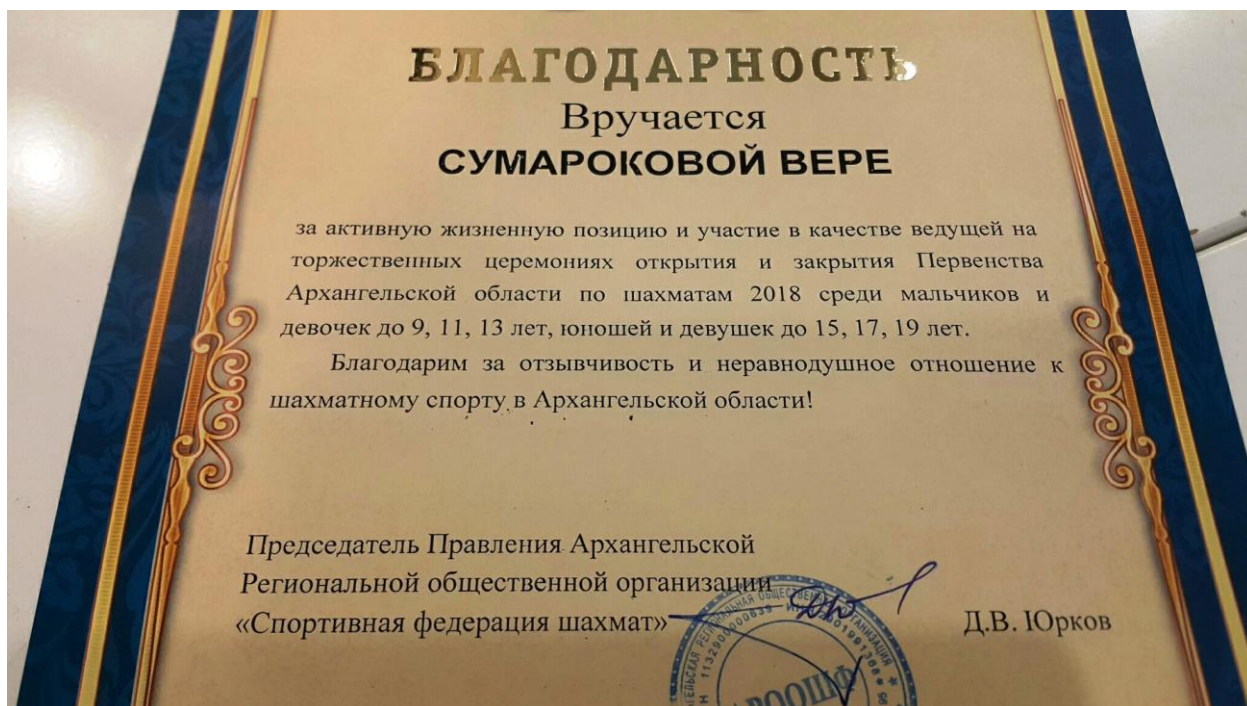 БЛАГОДАРНОСТЬ
Вручается
СУМАРОКОВОЙ ВЕРЕ
за активную жизненную позицию и участие в качестве ведущей на
торжественных церемониях открытия и закрытия Первенства
Архангельской области по шахматам 2018 среди мальчиков и
девочек до 9, 11, 13 лет, юношей и девушек до 15, 17, 19 лет.
Благодарим за отзывчивость и неравнодушное отношение к
шахматному спорту в Архангельской области!
Председатель Правления Архангельской
Региональной общественной организации
«Спортивная федерация шахмат»
Д.В. Юрков